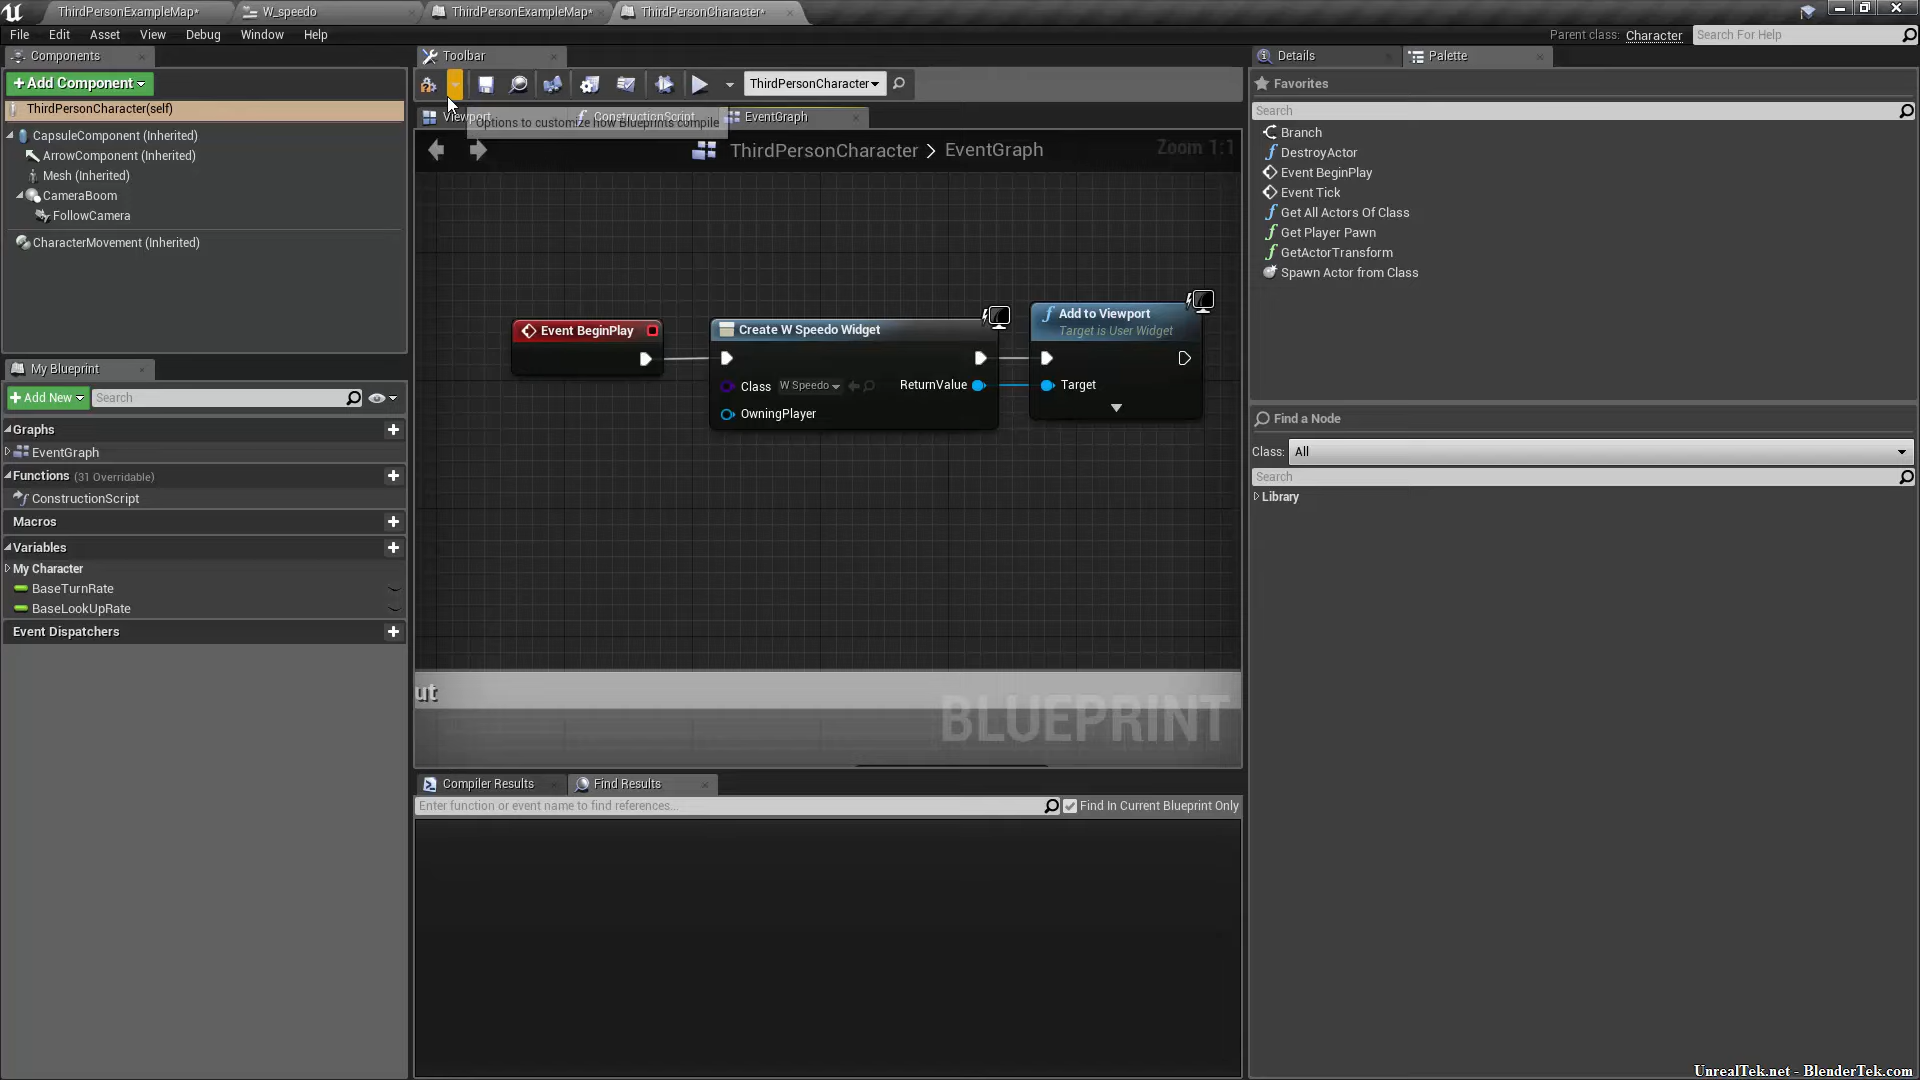 ThirdPersonExampleMap*
W_speedo
ThirdPersonExampleMap*
ThirdPersonCharacter*
File Edit Asset View Debug Window Help
Parent class: Character
Search For Help
Components
Toolbar
Details
Palette
+Add Component
ThirdPersonCharacter
Favorites
ThirdPersonCharacter(self)
Search
Viewport
ConstructionScript
EventGraph
Options to customize how Blueprints compile
CapsuleComponent (Inherited)
ArrowComponent (Inherited)
Mesh (Inherited)
CameraBoom
FollowCamera
CharacterMovement (Inherited)
ThirdPersonCharacter > EventGraph
Zoom 1:1
Branch
DestroyActor
Event BeginPlay
Event Tick
Get All Actors Of Class
Get Player Pawn
GetActorTransform
Spawn Actor from Class
Event BeginPlay
Create W Speedo Widget
Class W Speedo
ReturnValue
OwningPlayer
Add to Viewport
Target is User Widget
Target
My Blueprint
+Add New
Search
Graphs
EventGraph
Functions (31 Overridable)
ConstructionScript
Macros
Variables
My Character
BaseTurnRate
BaseLookUpRate
Event Dispatchers
Find a Node
Class: All
Search
Library
ut
BLUEPRINT
Compiler Results
Find Results
Enter function or event name to find references...
Find In Current Blueprint Only
UnrealTek.net - BlenderTek.com